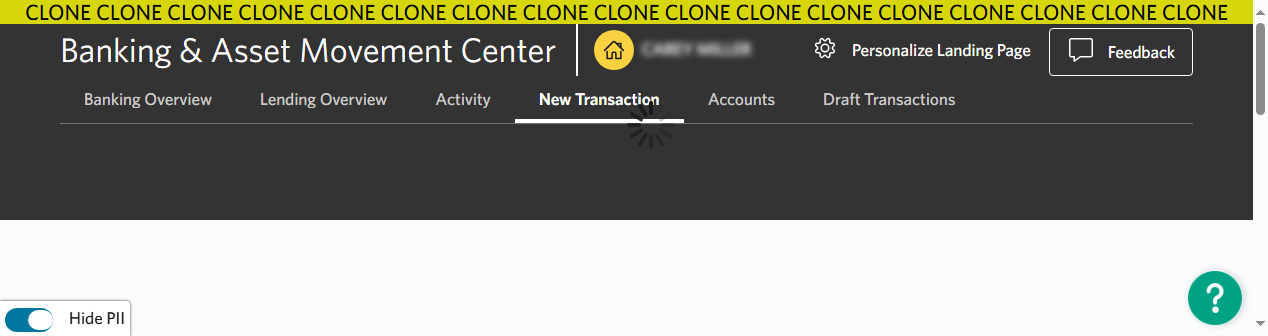 CLONE CLONE CLONE CLONE CLONE CLONE CLONE CLONE CLONE CLONE CLONE CLONE CLONE CLONE CLONE CLONE CLONE
Banking & Asset Movement Center
Personalize Landing Page
Feedback
Banking Overview
Lending Overview
Activity
New Transaction
Accounts
Draft Transactions
?
Hide PII